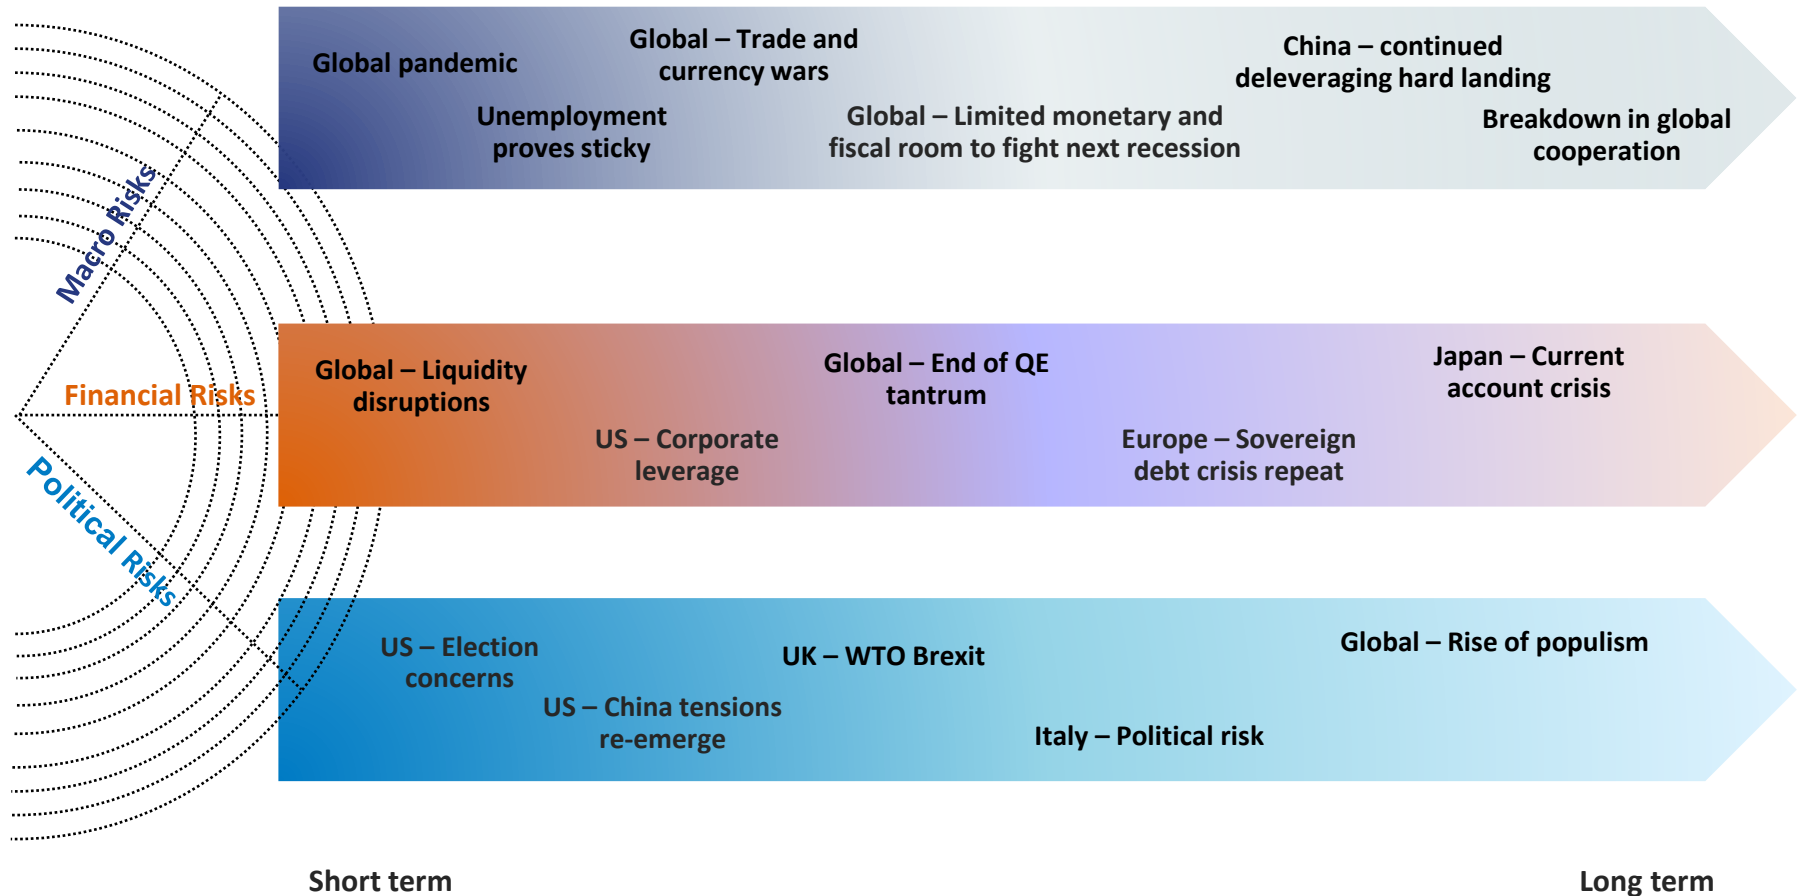 Macro Risks
Global pandemic
Unemployment
proves sticky
Global – Trade and
currency wars
Global – Limited monetary and
fiscal room to fight next recession
China – continued
deleveraging hard landing
Breakdown in global
cooperation
Financial Risks
Global – Liquidity
disruptions
US – Corporate
leverage
Global – End of QE
tantrum
Europe – Sovereign
debt crisis repeat
Japan – Current
account crisis
Political Risks
US – Election
concerns
US – China tensions
re-emerge
UK – WTO Brexit
Italy – Political risk
Global – Rise of populism
Short term
Long term